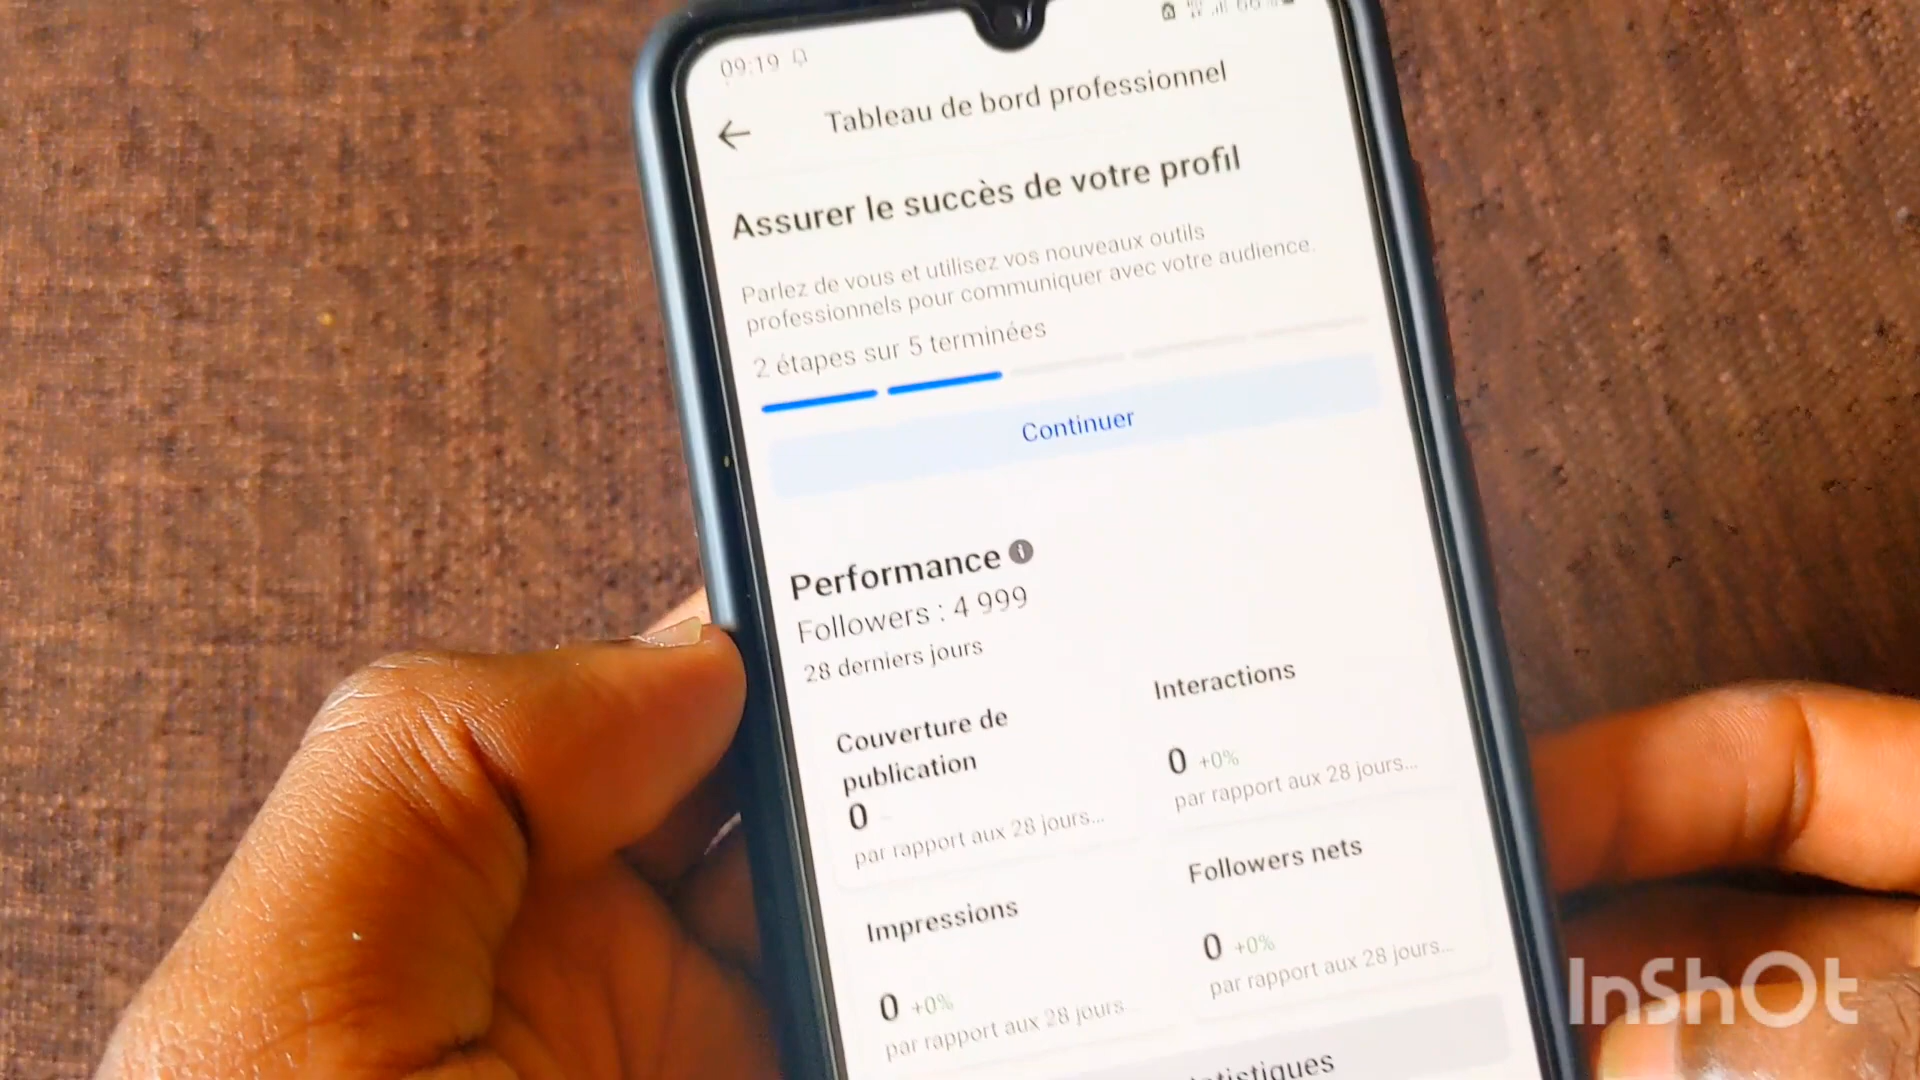 09:19
Tableau de bord professionnel
Assurer le succès de votre profil
Parlez de vous et utilisez vos nouveaux outils
professionnels pour communiquer avec votre audience.
2 étapes sur 5 terminées
Continuer
Performance
Followers : 4 999
28 derniers jours
Couverture de
publication
0
par rapport aux 28 jours...
Interactions
0 +0%
par rapport aux 28 jours...
Impressions
0 +0%
par rapport aux 28 jours
Followers nets
0 +0%
par rapport aux 28 jours...
InShOt